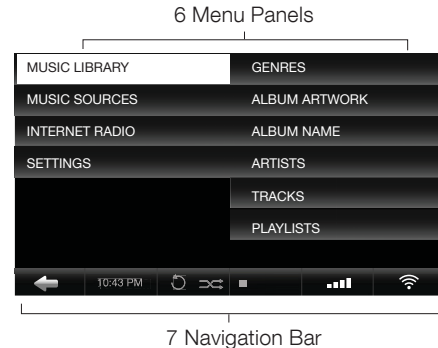 6 Menu Panels
MUSIC LIBRARY
MUSIC SOURCES
INTERNET RADIO
SETTINGS
GENRES
ALBUM ARTWORK
ALBUM NAME
ARTISTS
TRACKS
PLAYLISTS
10:43 PM
7 Navigation Bar